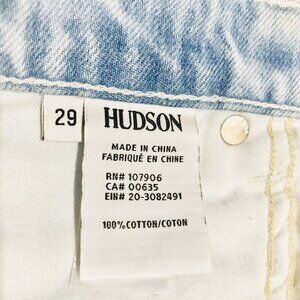 29
HUDSON
MADE IN CHINA
FABRIQUÉ EN CHINE
RN# 107906
CA# 00635
EIN# 20-3082491
100%COTTON/COTON